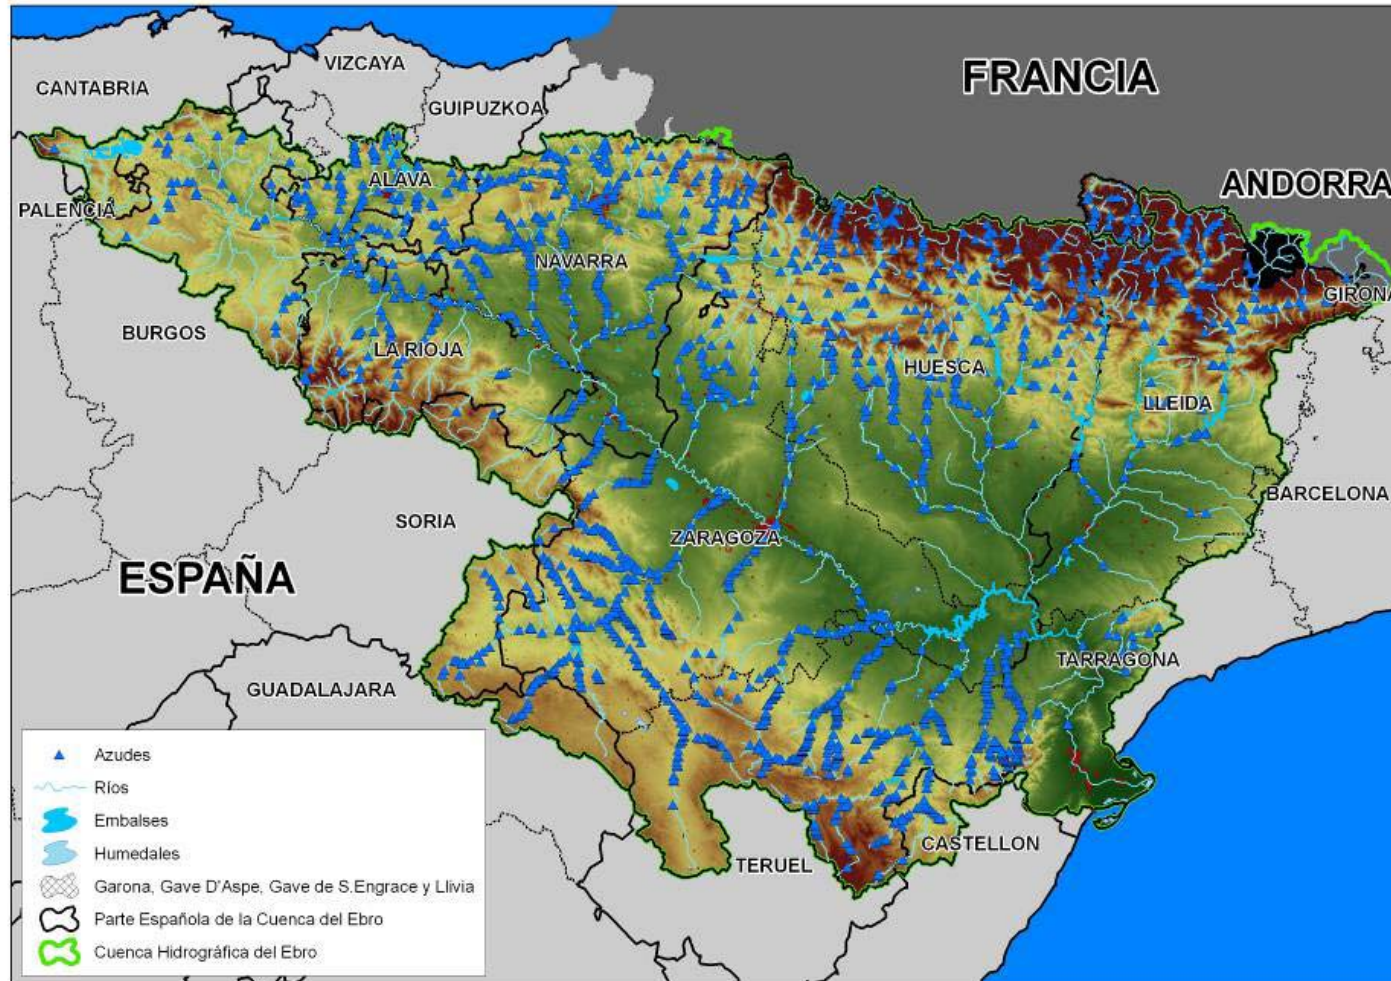 FRANCIA
VIZCAYA
CANTABRIA
GUIPUZKOA
ANDORRA
ALAVA
PALENCIA
NAVARRA
GIRONA
BURGOS
LA RIOJA
HUESCA
LLEIDA
BARCELONA
SORIA
ZARAGOZA
ESPAÑA
TARRAGONA
GUADALAJARA
CASTELLON
TERUEL
Azudes
Ríos
Embalses
Humedales
Garona, Gave D'Aspe, Gave de S.Engrace y Llivia
Parte Española de la Cuenca del Ebro
Cuenca Hidrográfica del Ebro